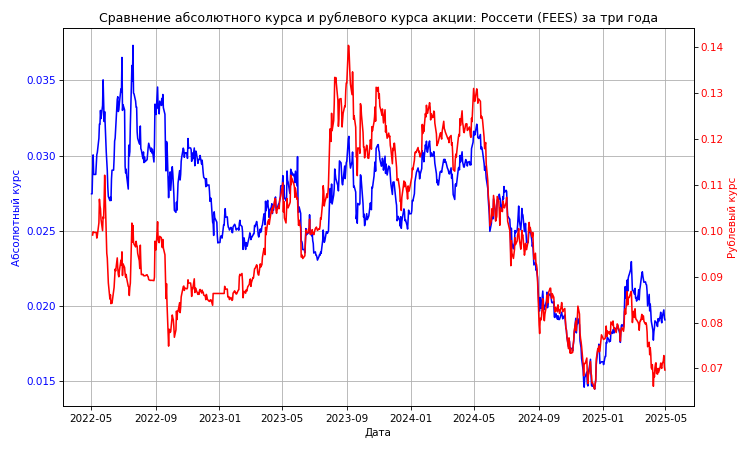 Сравнение абсолютного курса и рублевого курса акции: Россети (FEES) за три года
0.035
0.030
0.025
0.020
0.015
Абсолютный курс
0.14
0.13
0.12
0.11
0.10
0.09
0.08
0.07
Рублевый курс
2022-05 2022-09 2023-01 2023-05 2023-09 2024-01 2024-05 2024-09 2025-01 2025-05
Дата